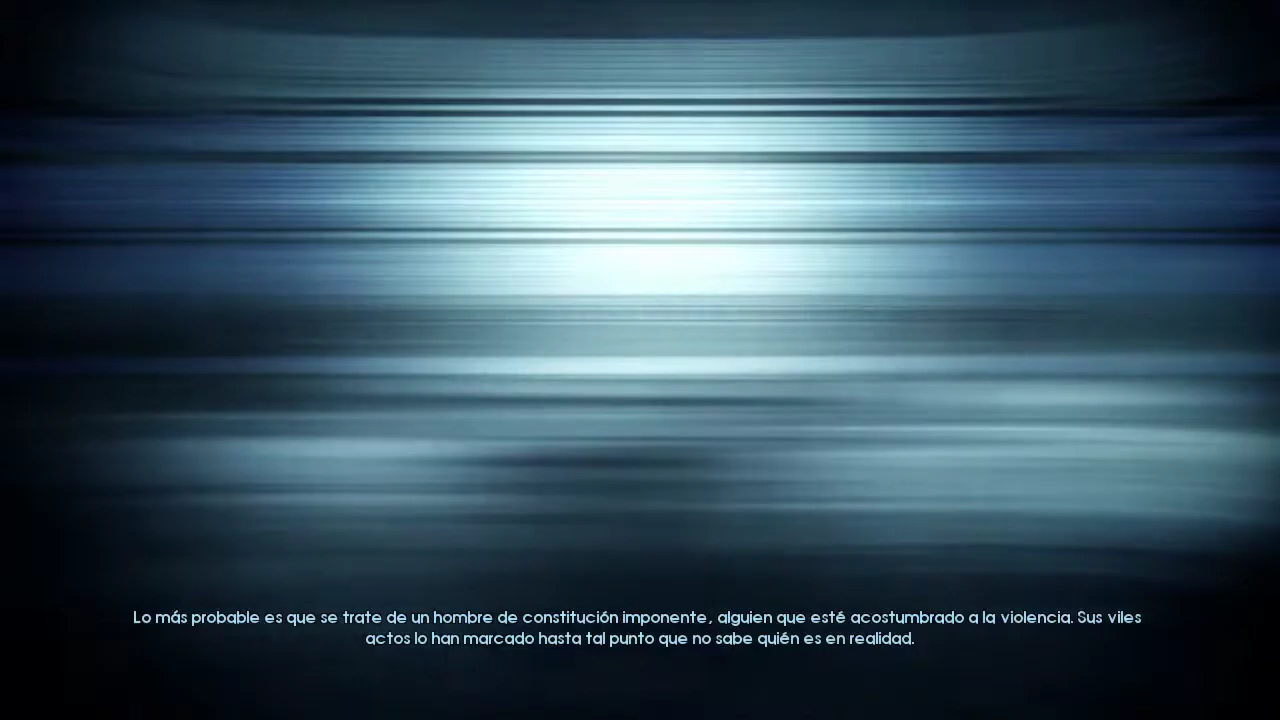 Lo más probable es que se trate de un hombre de constitución imponente, alguien que esté acostumbrado a la violencia. Sus viles
actos lo han marcado hasta tal punto que no sabe quién es en realidad.